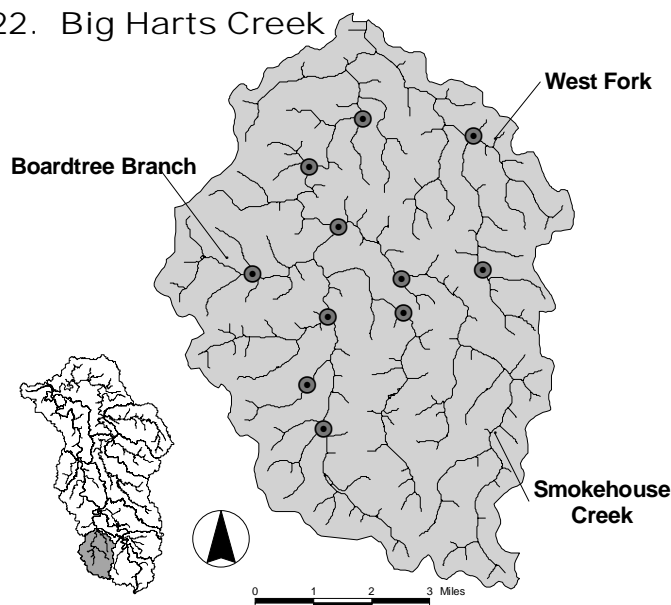 22. Big Harts Creek
West Fork
Boardtree Branch
Smokehouse
Creek
0 1 2 3 Miles